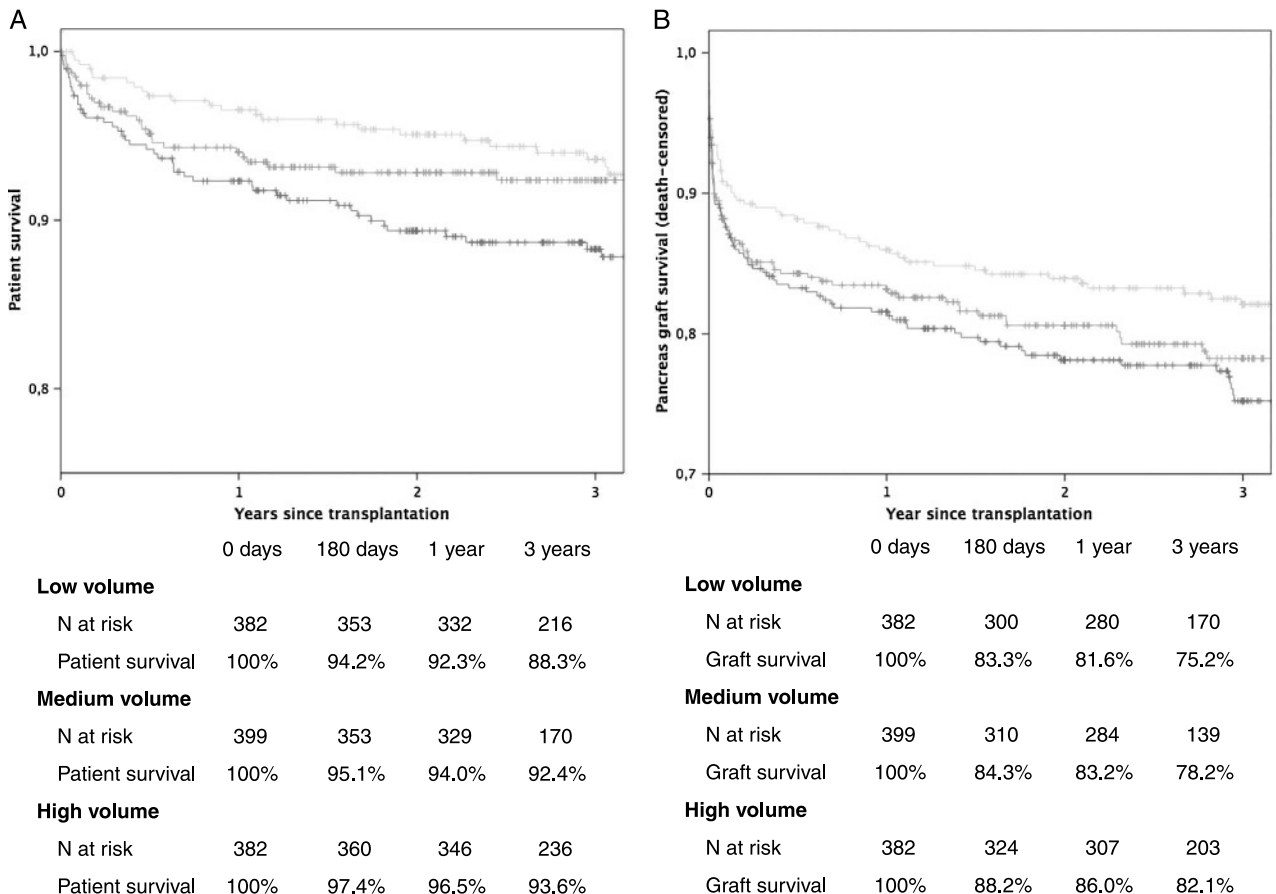 A
1,0
0,9
0,8
Patient survival
0 1 2 3
Years since transplantation
0 days 180 days 1 year 3 years
Low volume
N at risk 382 353 332 216
Patient survival 100% 94.2% 92.3% 88.3%
Medium volume
N at risk 399 353 329 170
Patient survival 100% 95.1% 94.0% 92.4%
High volume
N at risk 382 360 346 236
Patient survival 100% 97.4% 96.5% 93.6%
B
1,0
0,9
0,8
0,7
Pancreas graft survival (death-censored)
0 1 2 3
Year since transplantation
0 days 180 days 1 year 3 years
Low volume
N at risk 382 300 280 170
Graft survival 100% 83.3% 81.6% 75.2%
Medium volume
N at risk 399 310 284 139
Graft survival 100% 84.3% 83.2% 78.2%
High volume
N at risk 382 324 307 203
Graft survival 100% 88.2% 86.0% 82.1%